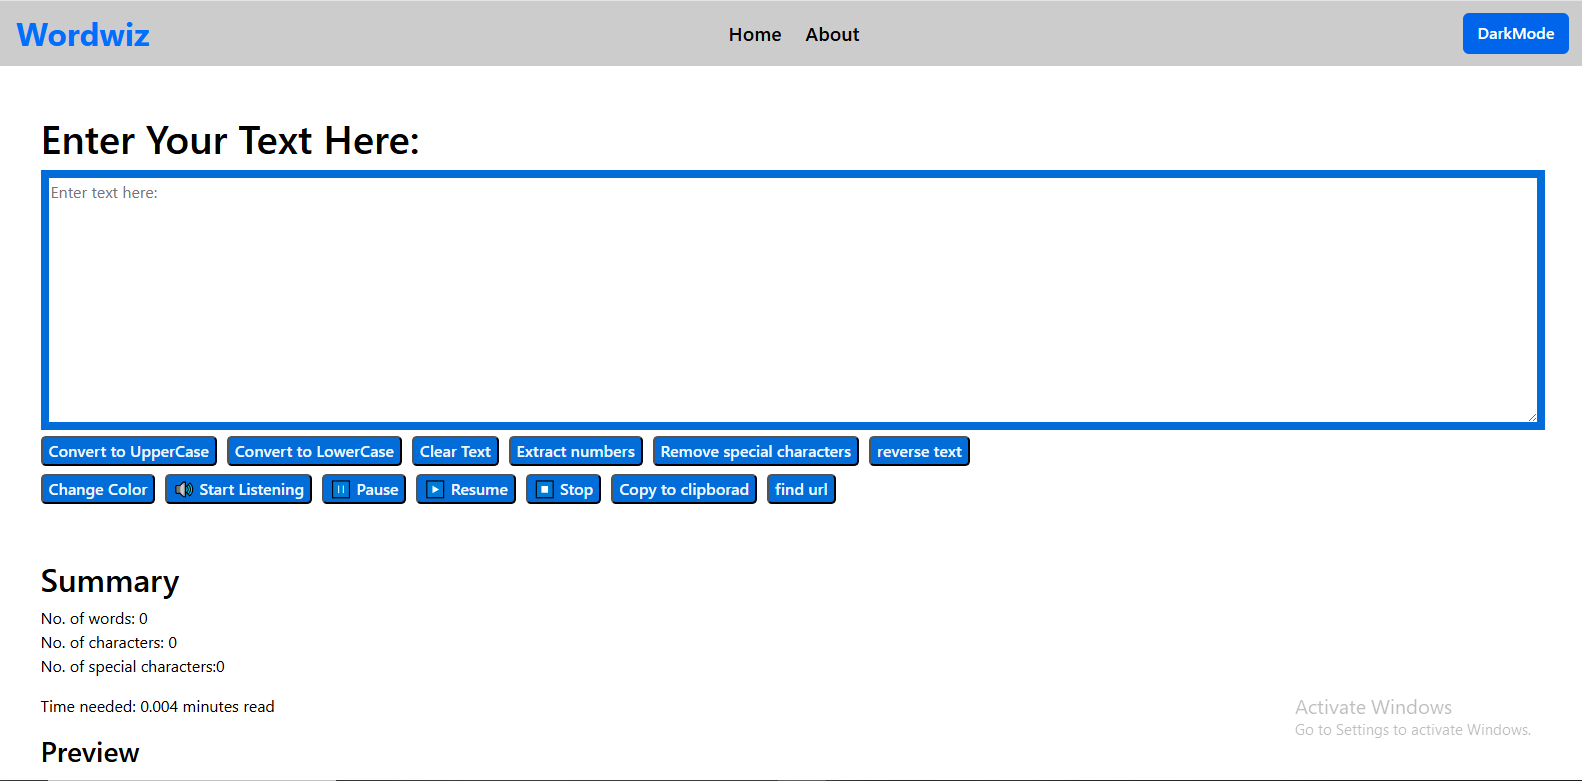 Wordwiz Home About DarkMode
Enter Your Text Here:
Enter text here:
Convert to UpperCase Convert to LowerCase Clear Text Extract numbers Remove special characters reverse text
Change Color 🔊 Start Listening ⏸ Pause ▶ Resume ⏹ Stop Copy to clipborad find url
Summary
No. of words: 0
No. of characters: 0
No. of special characters:0
Time needed: 0.004 minutes read
Preview
Activate Windows
Go to Settings to activate Windows.